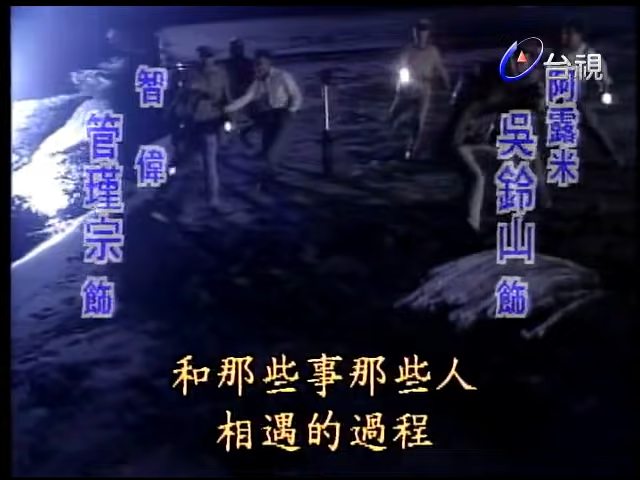 台視
阿露米
吳鈴山 飾
智偉
管瑾宗 飾
和那些事那些人
相遇的過程